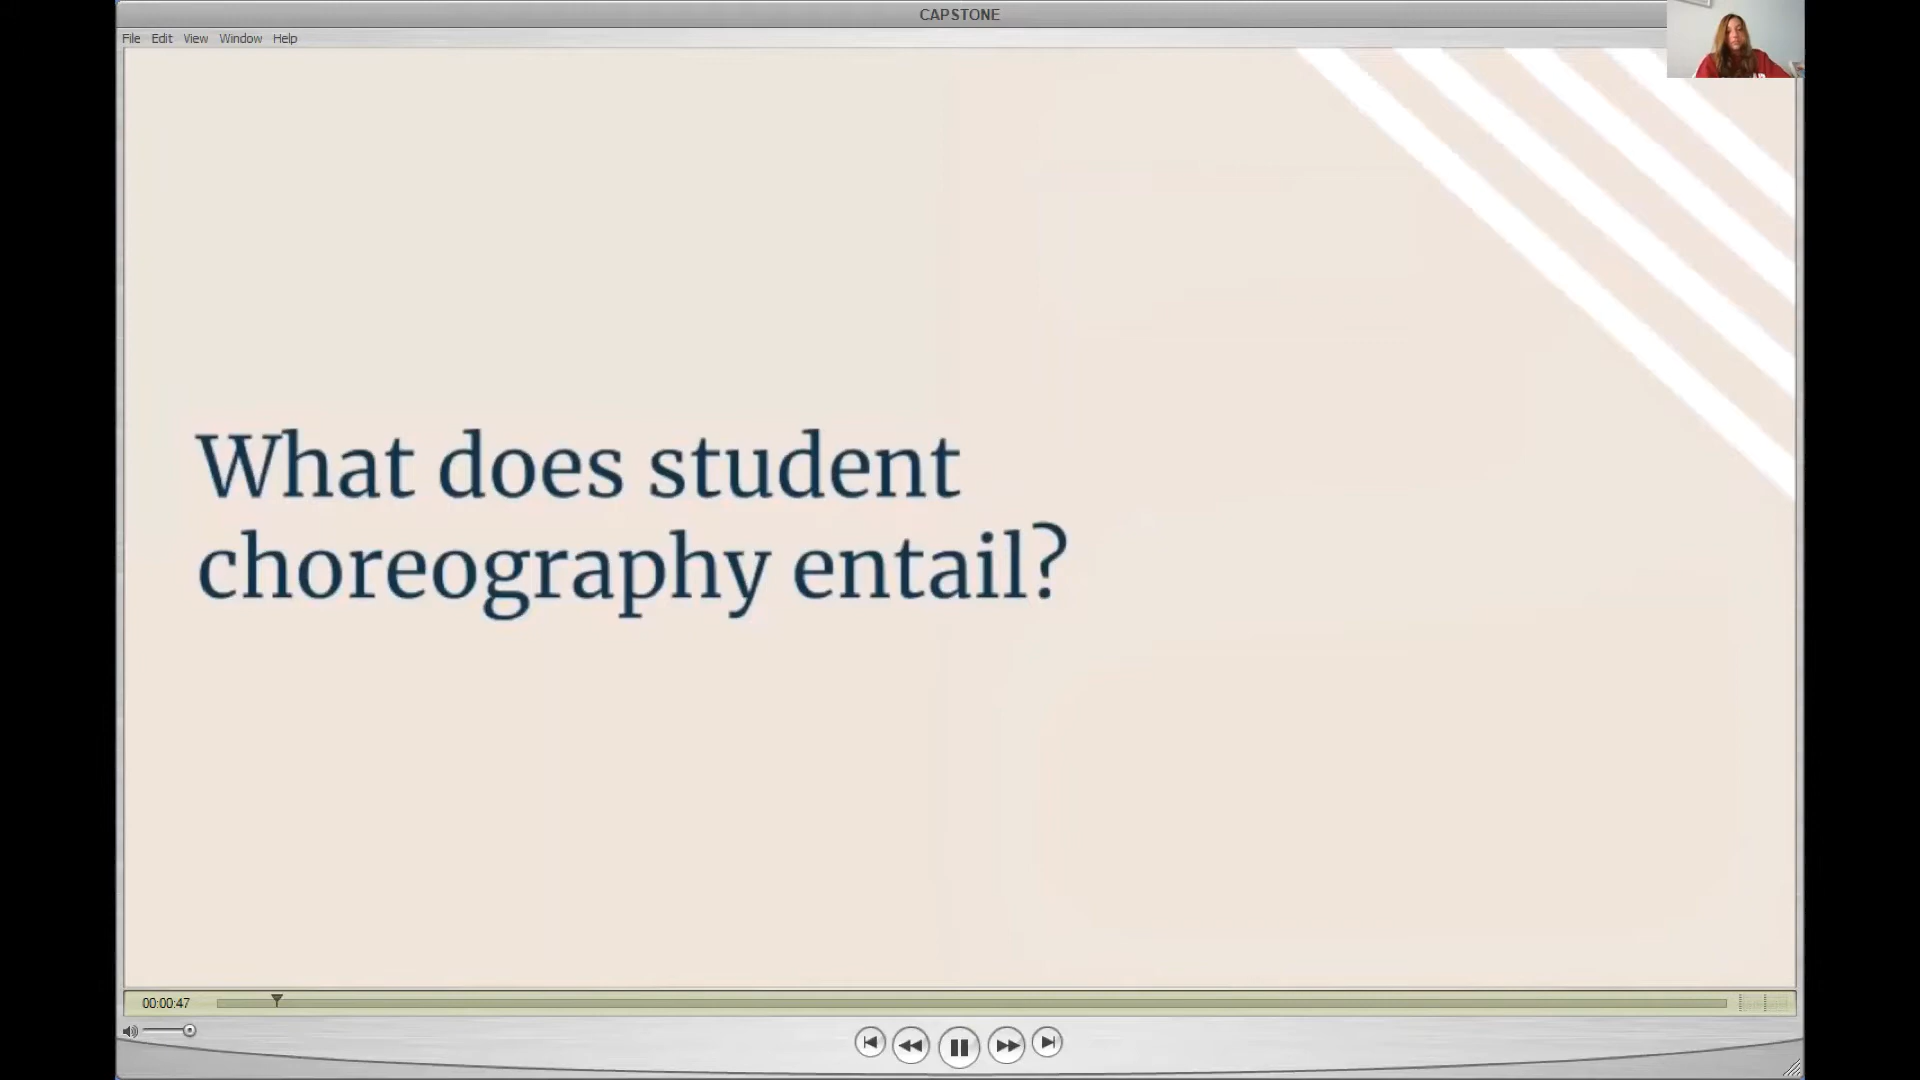 CAPSTONE
File Edit View Window Help
What does student
choreography entail?
00:00:47